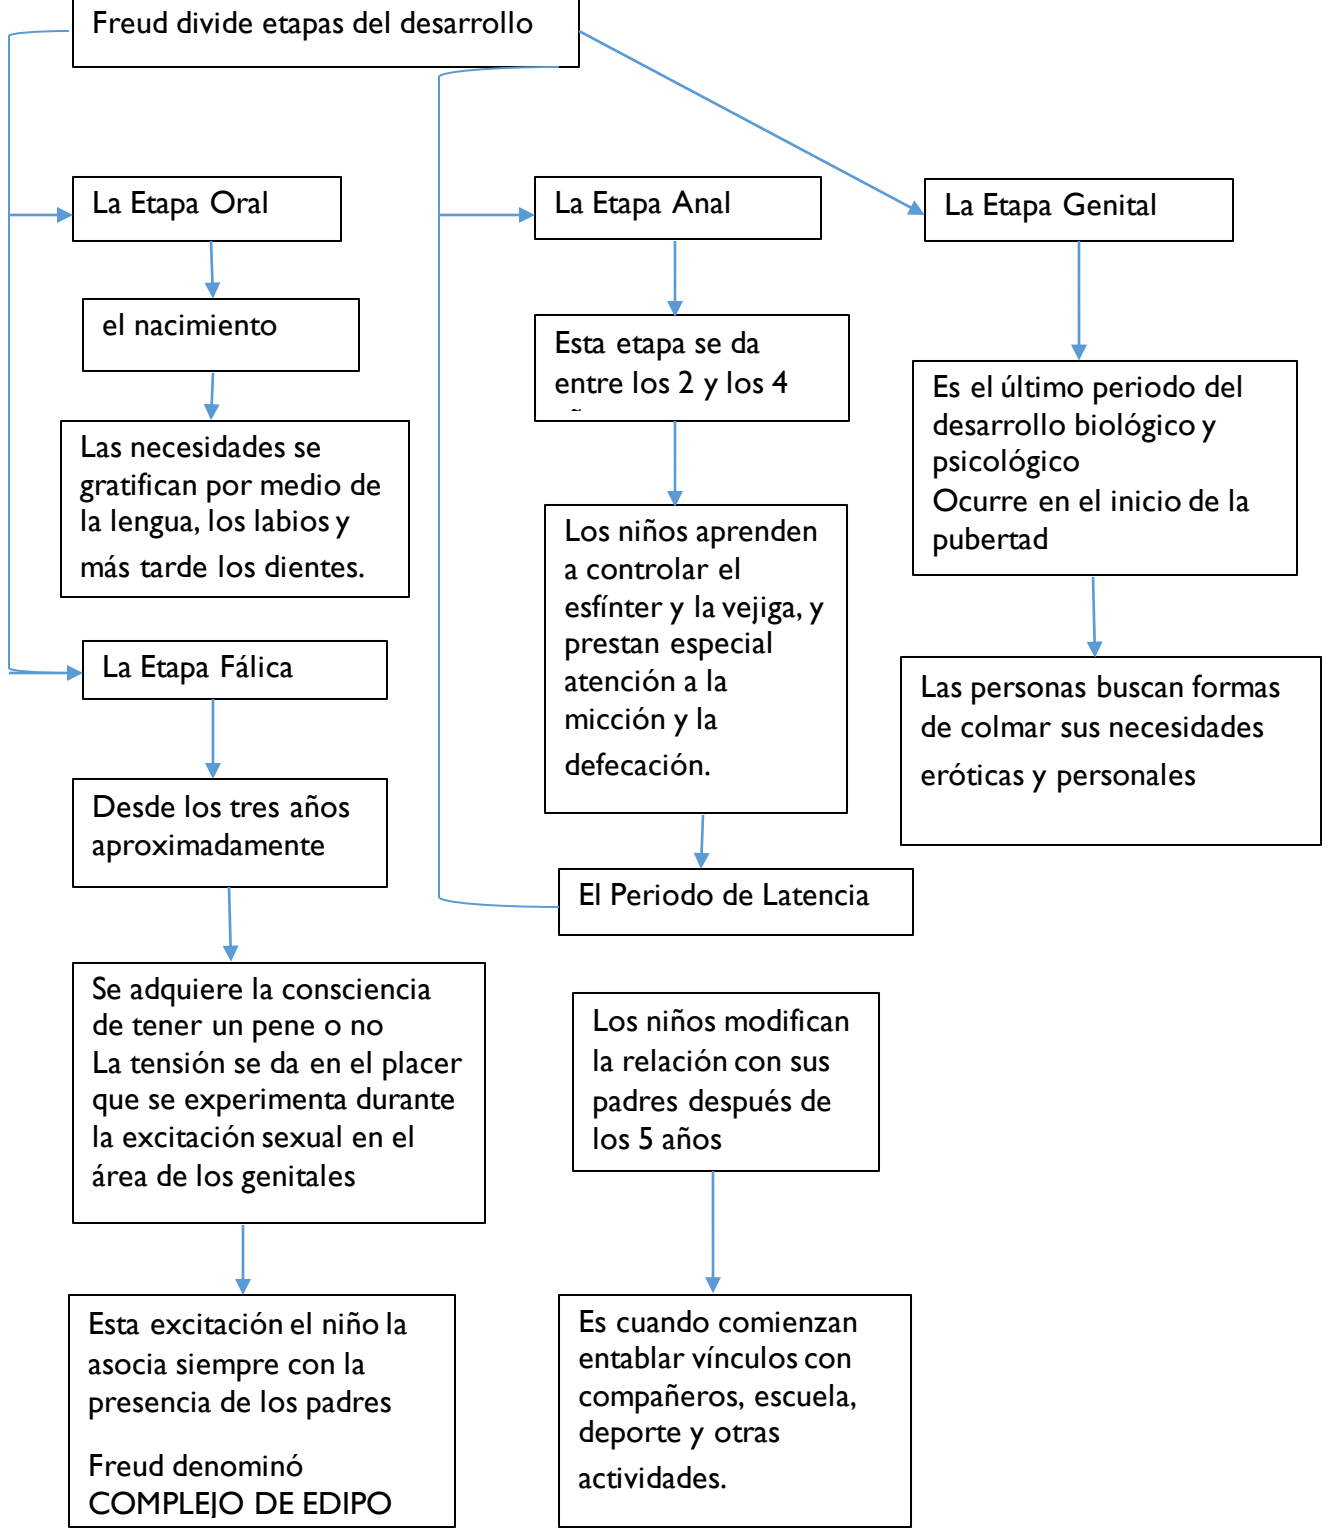 Freud divide etapas del desarrollo
La Etapa Oral
el nacimiento
Las necesidades se
gratifican por medio de
la lengua, los labios y
más tarde los dientes.
La Etapa Fálica
Desde los tres años
aproximadamente
Se adquiere la consciencia
de tener un pene o no
La tensión se da en el placer
que se experimenta durante
la excitación sexual en el
área de los genitales
Esta excitación el niño la
asocia siempre con la
presencia de los padres
Freud denominó
COMPLEJO DE EDIPO
La Etapa Anal
Esta etapa se da
entre los 2 y los 4
Los niños aprenden
a controlar el
esfínter y la vejiga, y
prestan especial
atención a la
micción y la
defecación.
El Periodo de Latencia
Los niños modifican
la relación con sus
padres después de
los 5 años
Es cuando comienzan
entablar vínculos con
compañeros, escuela,
deporte y otras
actividades.
La Etapa Genital
Es el último periodo del
desarrollo biológico y
psicológico
Ocurre en el inicio de la
pubertad
Las personas buscan formas
de colmar sus necesidades
eróticas y personales